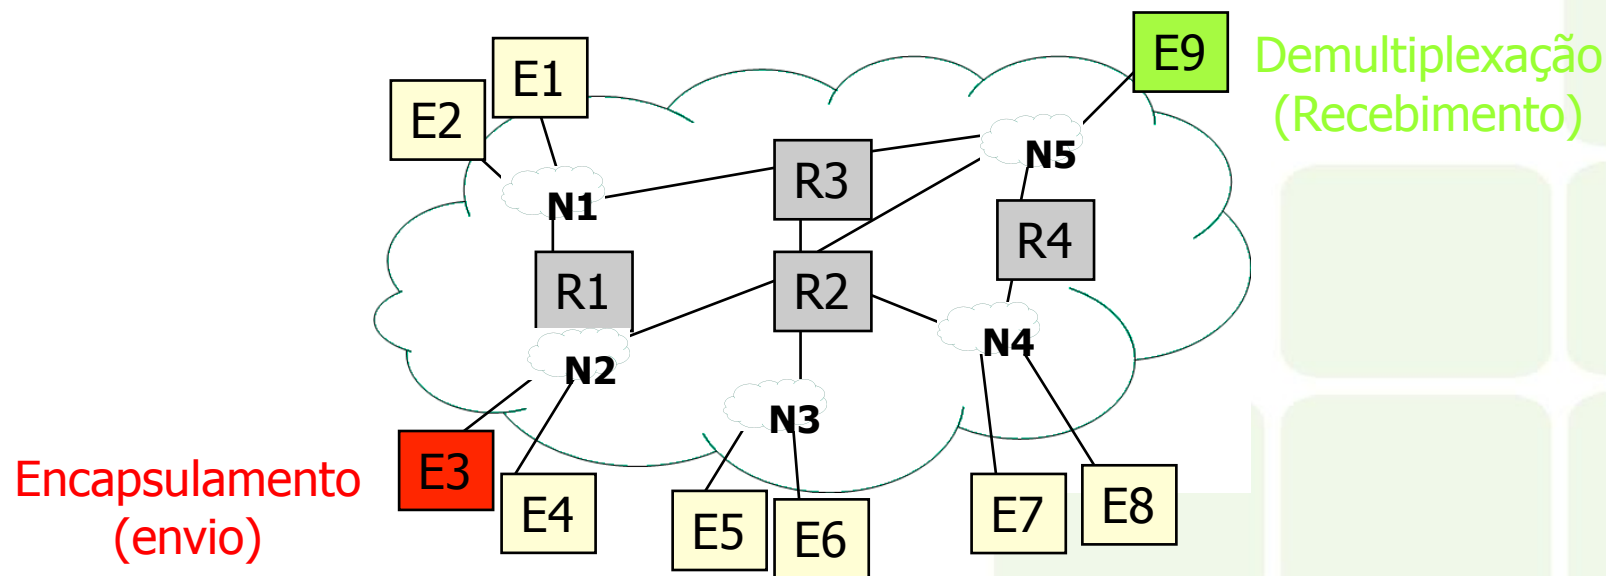 E9
Demultiplexação
(Recebimento)
E1
E2
N5
R3
N1
R4
R1
R2
N4
N2
N3
Encapsulamento
(envio)
E3
E4
E5
E6
E7
E8